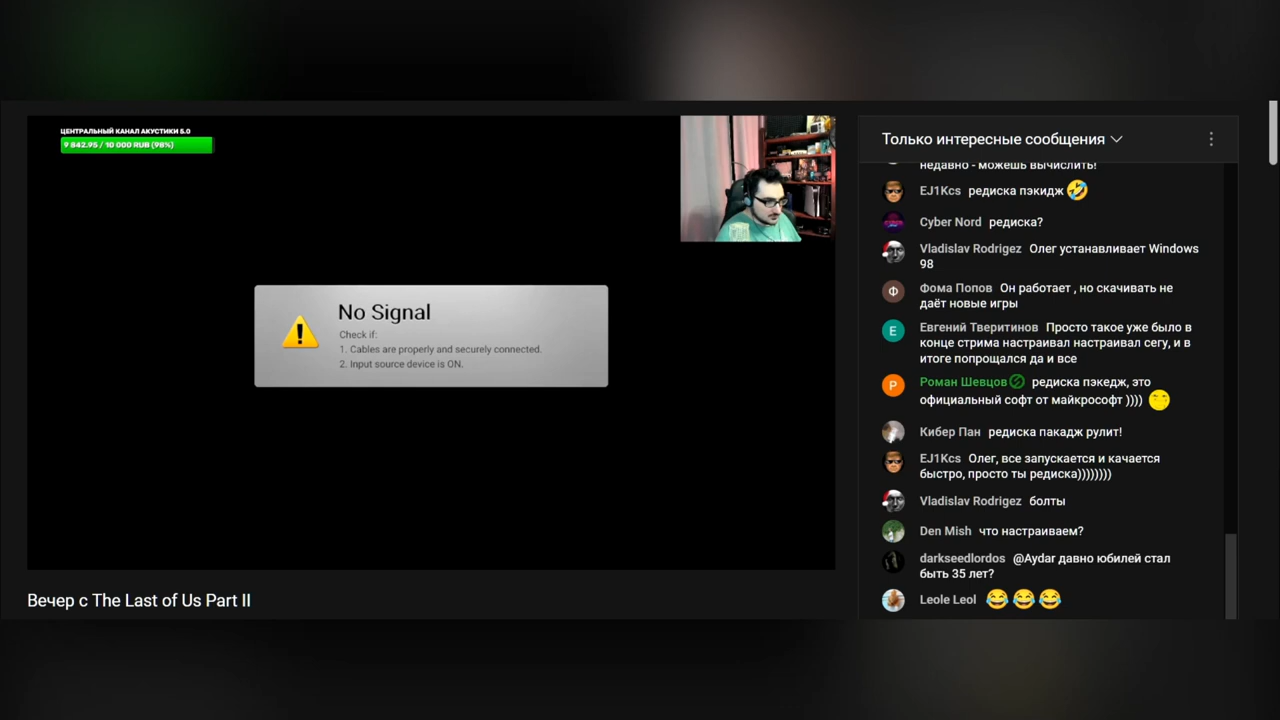 ЦЕНТРАЛЬНЫЙ КАНАЛ АКУСТИКИ 5.0
9 842.95 / 10 000 RUB (98%)
No Signal
Check if:
1. Cables are properly and securely connected.
2. Input source device is ON.
Вечер с The Last of Us Part II
Только интересные сообщения
недавно - можешь вычислить!
EJ1Kcs редиска пэкидж 🤣
Cyber Nord редиска?
Vladislav Rodrigez Олег устанавливает Windows
98
Ф
Фома Попов Он работает , но скачивать не
даёт новые игры
Е
Евгений Тверитинов Просто такое уже было в
конце стрима настраивал настраивал сегу, и в
итоге попрощался да и все
Р
Роман Шевцов редиска пэкедж, это
официальный софт от майкрософт ))))
Кибер Пан редиска пакадж рулит!
EJ1Kcs Олег, все запускается и качается
быстро, просто ты редиска))))))))
Vladislav Rodrigez болты
Den Mish что настраиваем?
darkseedlordos @Aydar давно юбилей стал
быть 35 лет?
Leole Leol 😂😂😂